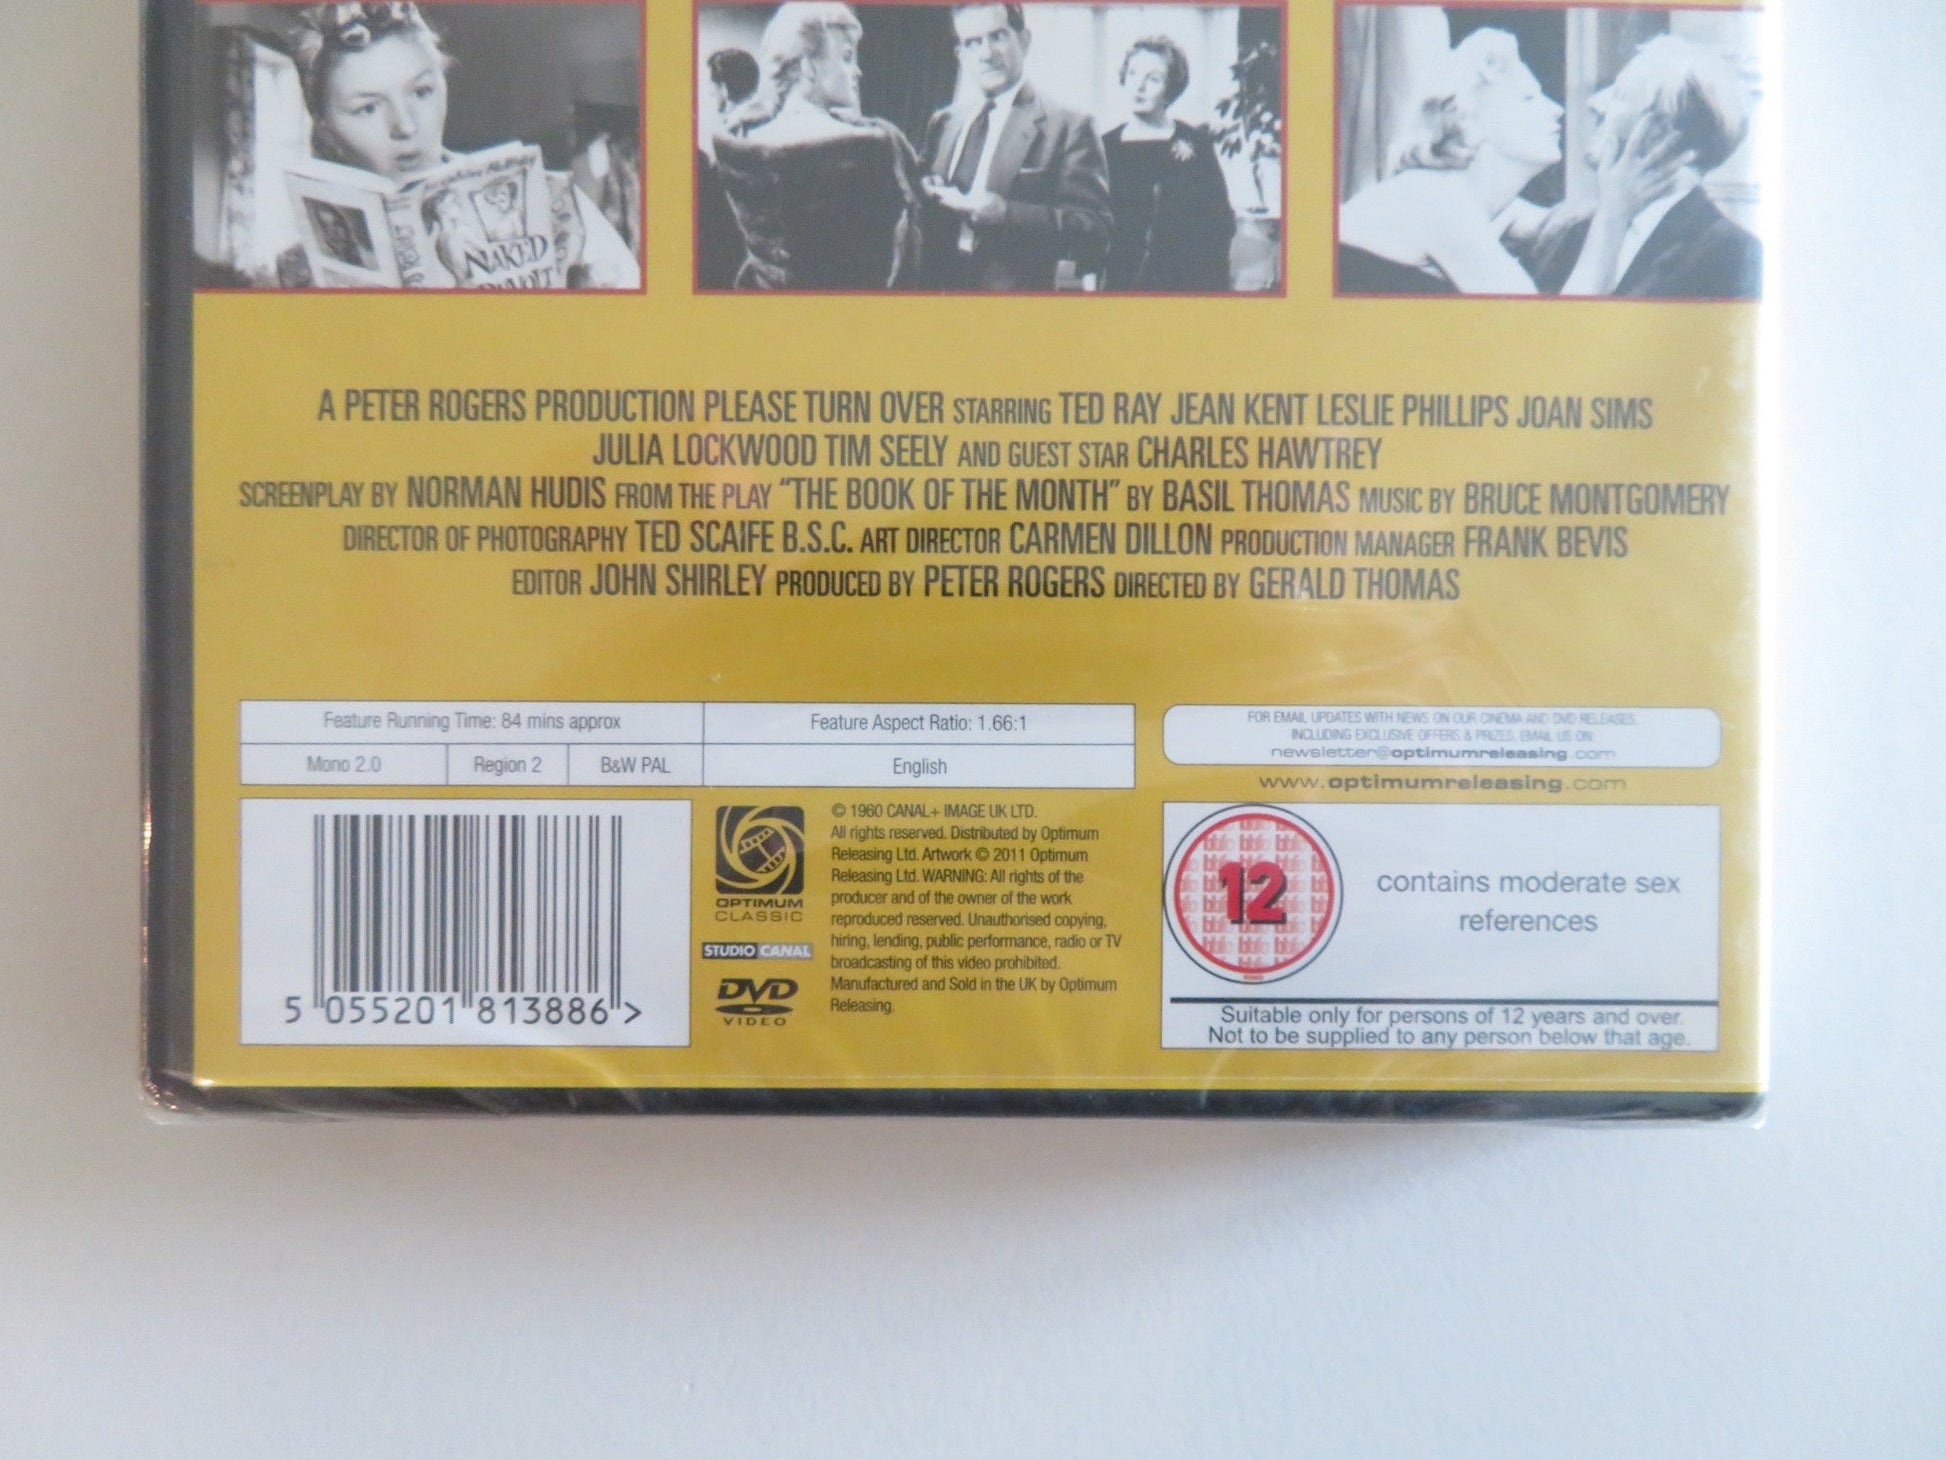 NAKED
A PETER ROGERS PRODUCTION PLEASE TURN OVER STARRING TED RAY JEAN KENT LESLIE PHILLIPS JOAN SIMS
JULIA LOCKWOOD TIM SEELY AND GUEST STAR CHARLES HAWTREY
SCREENPLAY BY NORMAN HUDIS FROM THE PLAY "THE BOOK OF THE MONTH" BY BASIL THOMAS MUSIC BY BRUCE MONTGOMERY
DIRECTOR OF PHOTOGRAPHY TED SCAIFE B.S.C. ART DIRECTOR CARMEN DILLON PRODUCTION MANAGER FRANK BEVIS
EDITOR JOHN SHIRLEY PRODUCED BY PETER ROGERS DIRECTED BY GERALD THOMAS
Feature Running Time: 84 mins approx
Feature Aspect Ratio: 1.66:1
Mono 2.0
Region 2
B&W PAL
English
FOR EMAIL UPDATES WITH NEWS ON OUR CINEMA AND DVD RELEASES,
INCLUDING EXCLUSIVE OFFERS & PRIZES, EMAIL US ON:
newsletter@optimumreleasing.com
www.optimumreleasing.com
5 055201 813886 >
OPTIMUM
CLASSIC
STUDIO CANAL
DVD
VIDEO
© 1960 CANAL+ IMAGE UK LTD.
All rights reserved. Distributed by Optimum
Releasing Ltd. Artwork © 2011 Optimum
Releasing Ltd. WARNING: All rights of the
producer and of the owner of the work
reproduced reserved. Unauthorised copying,
hiring, lending, public performance, radio or TV
broadcasting of this video prohibited.
Manufactured and Sold in the UK by Optimum
Releasing.
12
contains moderate sex
references
Suitable only for persons of 12 years and over.
Not to be supplied to any person below that age.